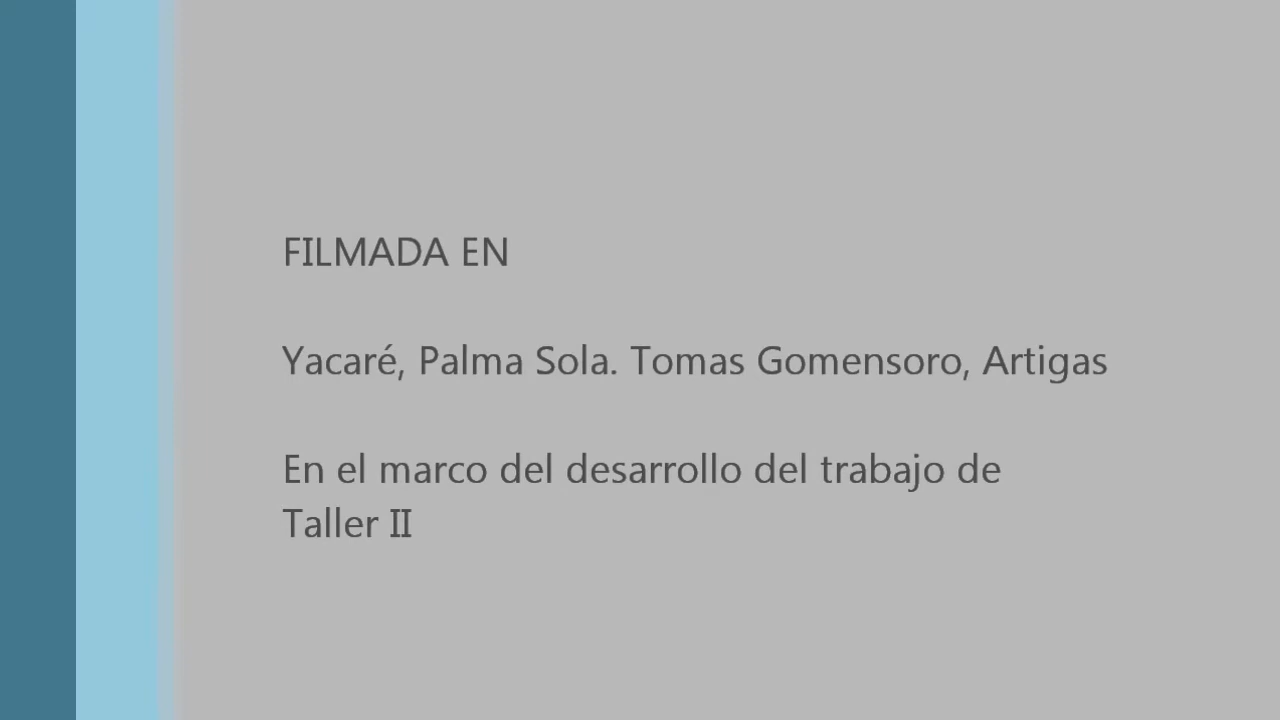 FILMADA EN
Yacaré, Palma Sola. Tomas Gomensoro, Artigas
En el marco del desarrollo del trabajo de
Taller II